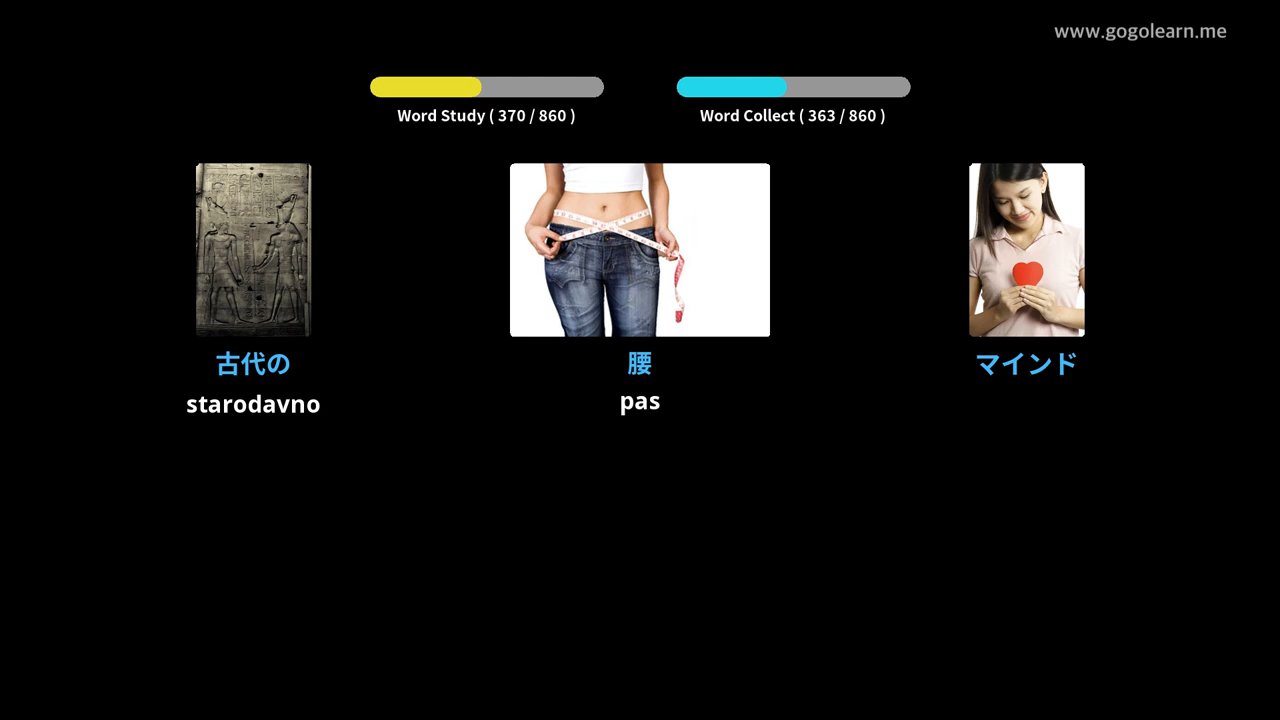 www.gogolearn.me
Word Study ( 370 / 860 )
Word Collect ( 363 / 860 )
古代の
starodavno
腰
pas
マインド